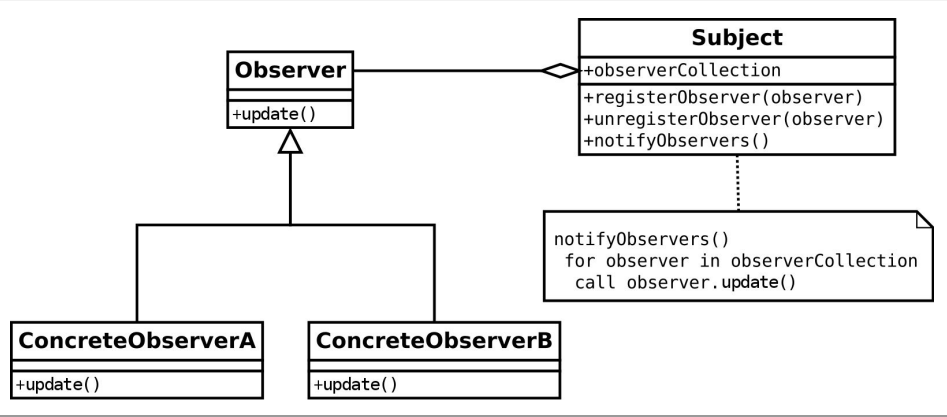 Observer
+update()
Subject
+observerCollection
+registerObserver(observer)
+unregisterObserver(observer)
+notifyObservers()
notifyObservers()
for observer in observerCollection
call observer.update()
ConcreteObserverA
+update()
ConcreteObserverB
+update()